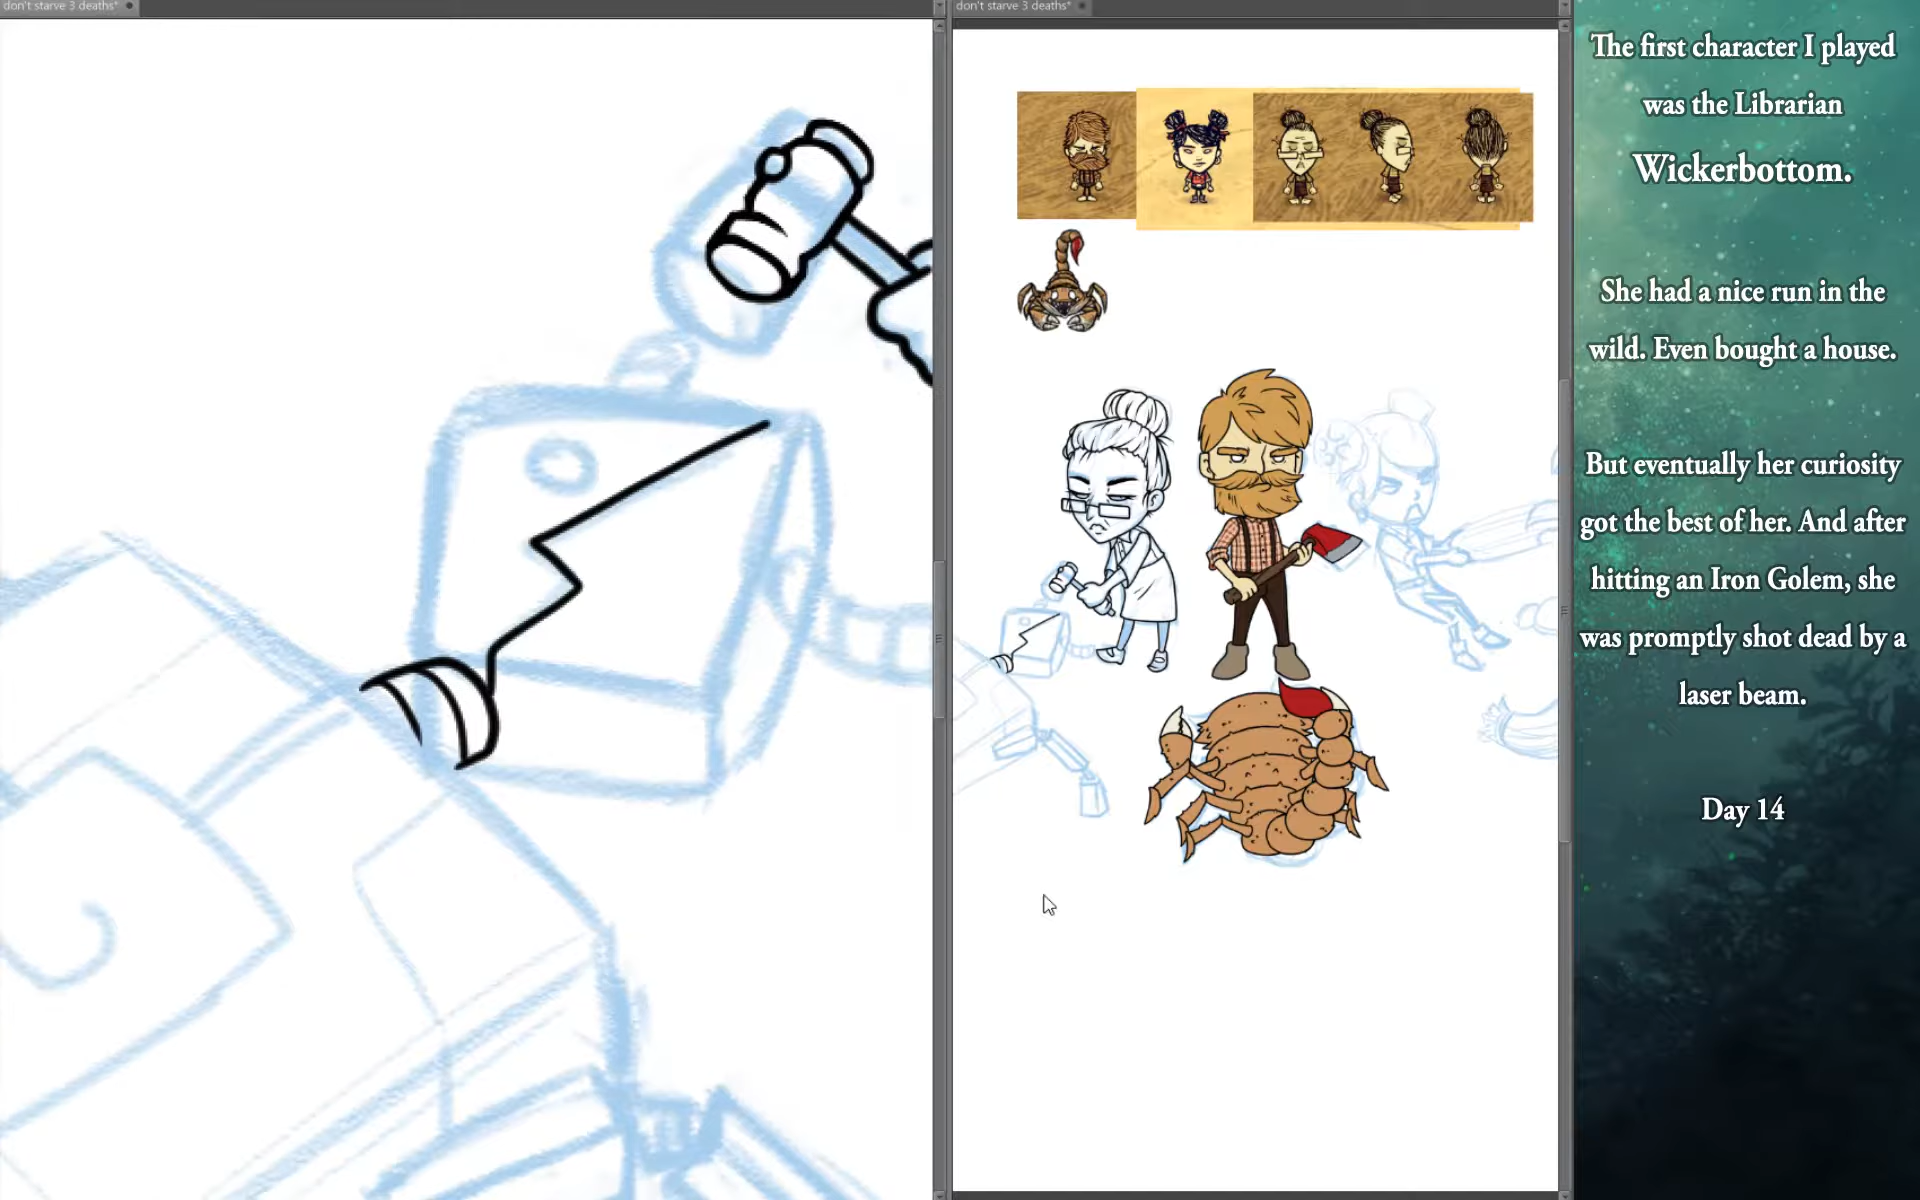 don't starve 3 deaths*
don't starve 3 deaths*
The first character I played
was the Librarian
Wickerbottom.
She had a nice run in the
wild. Even bought a house.
But eventually her curiosity
got the best of her. And after
hitting an Iron Golem, she
was promptly shot dead by a
laser beam.
Day 14